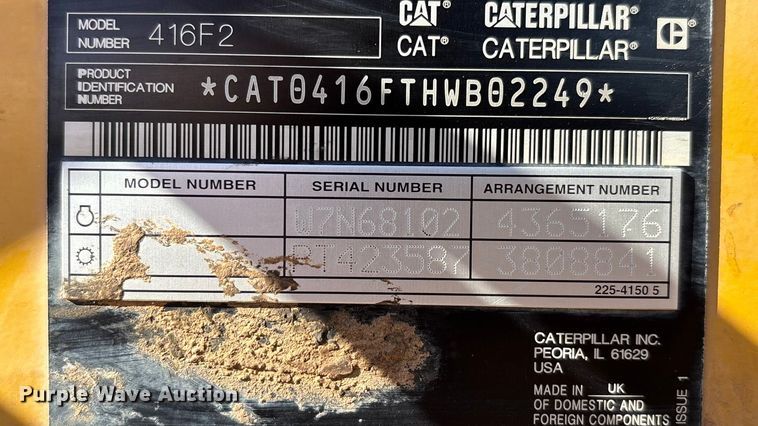 CAT CATERPILLAR
CAT® CATERPILLAR®
MODEL NUMBER 416F2
PRODUCT IDENTIFICATION NUMBER *CAT0416FTHWB02249*
MODEL NUMBER SERIAL NUMBER ARRANGEMENT NUMBER
W7N68102 4365176
PT423587 3808841
225-4150 5
CATERPILLAR INC.
PEORIA, IL 61629
USA
MADE IN UK
OF DOMESTIC AND
FOREIGN COMPONENTS
ISSUE 1
Purple Wave Auction